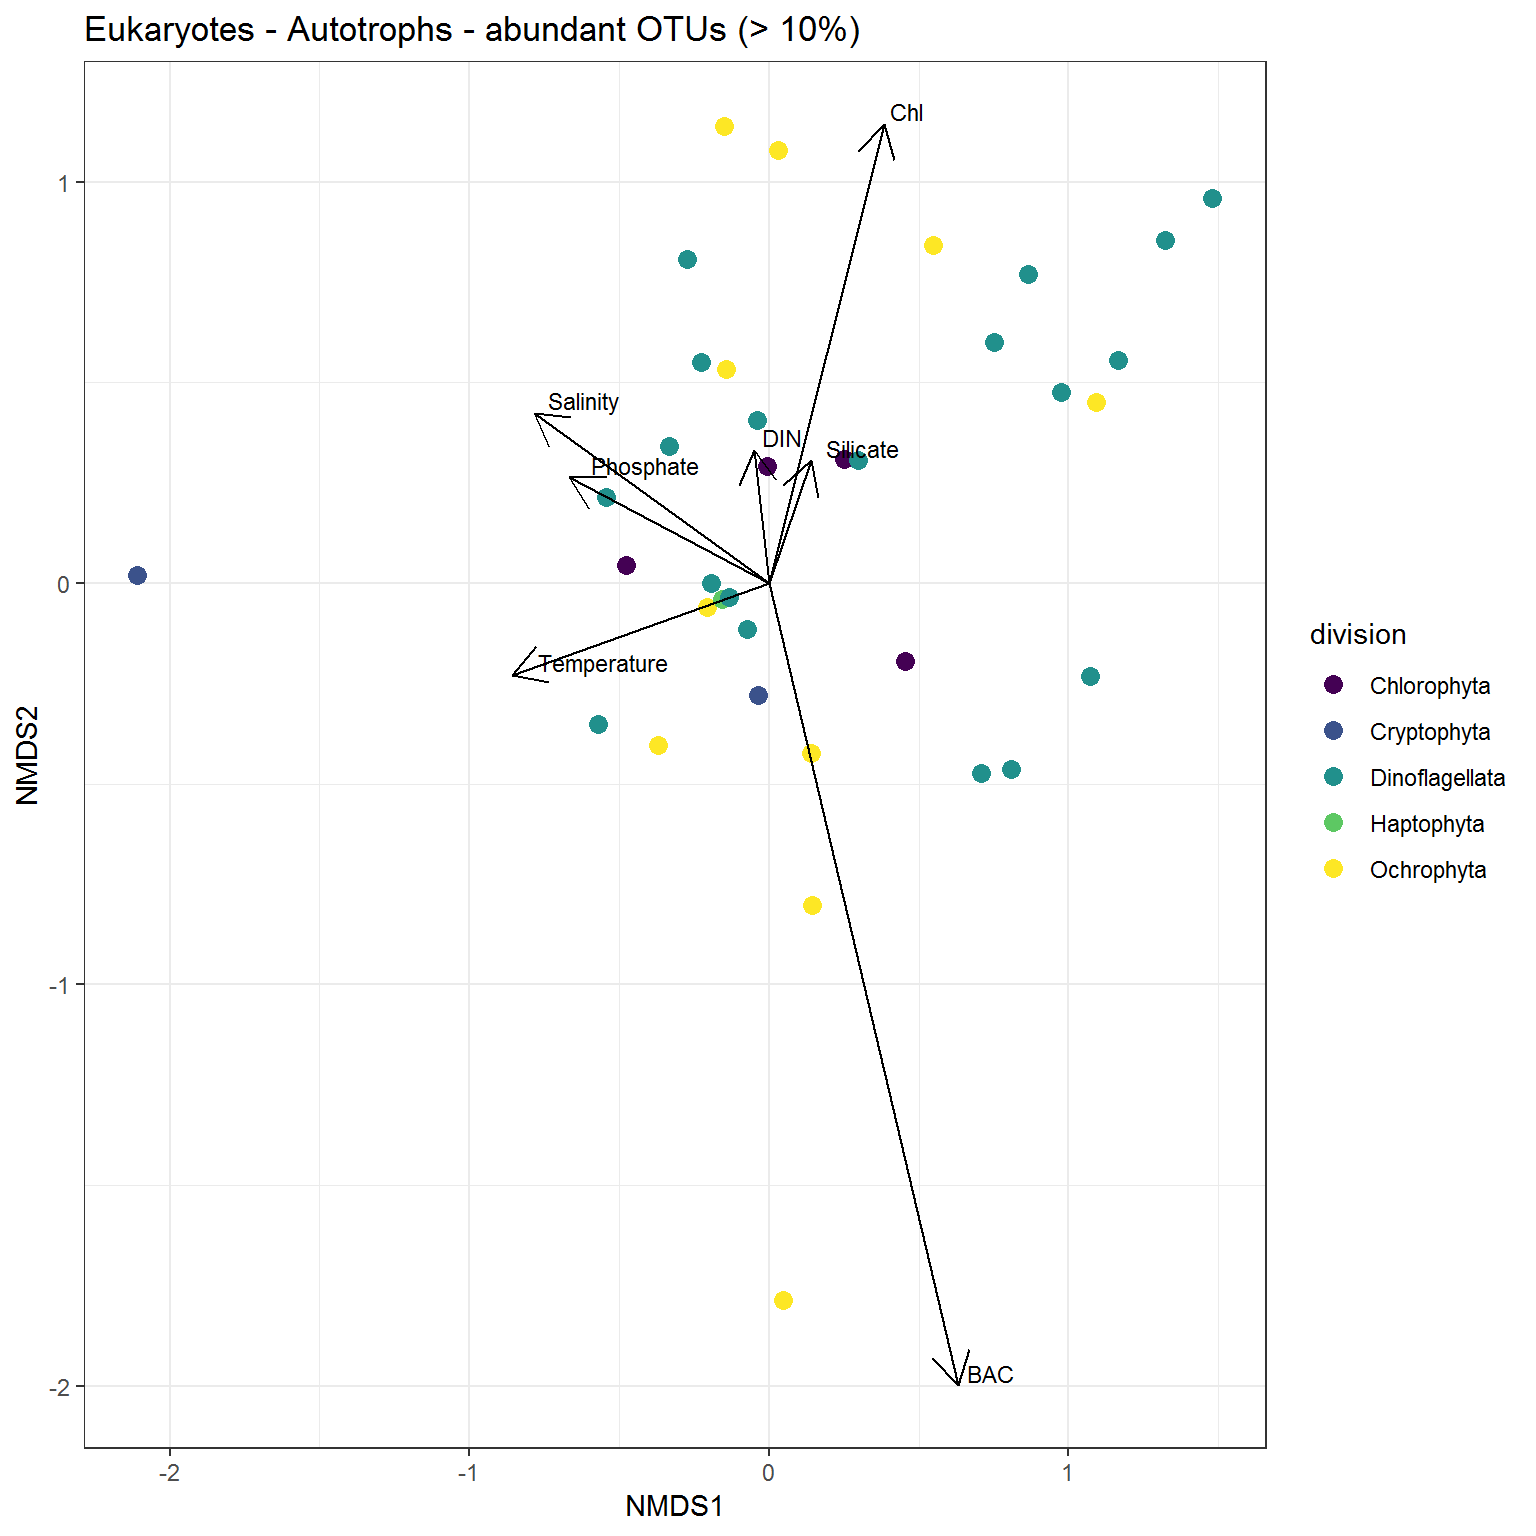 Eukaryotes - Autotrophs - abundant OTUs (> 10%)
Chl
Salinity
DIN
Silicate
Phosphate
Temperature
BAC
1
0
-1
-2
NMDS2
-2
-1
0
1
NMDS1
division
Chlorophyta
Cryptophyta
Dinoflagellata
Haptophyta
Ochrophyta